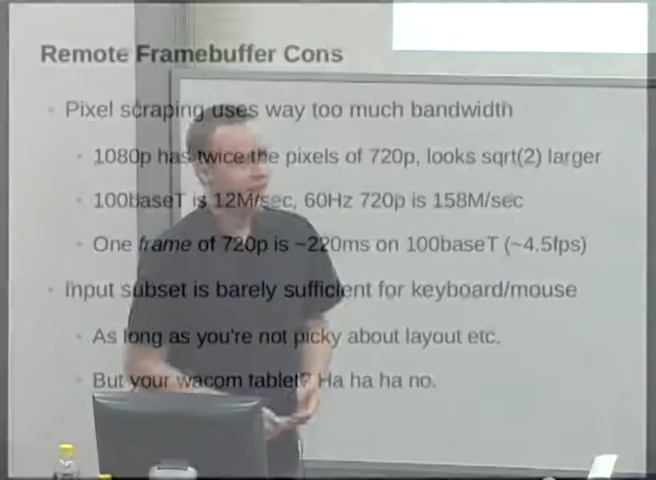 Remote Framebuffer Cons
Pixel scraping uses way too much bandwidth
1080p has twice the pixels of 720p, looks sqrt(2) larger
100baseT is 12M/sec, 60Hz 720p is 158M/sec
One frame of 720p is ~220ms on 100baseT (~4.5fps)
Input subset is barely sufficient for keyboard/mouse
As long as you're not picky about layout etc.
But your wacom tablet? Ha ha ha no.